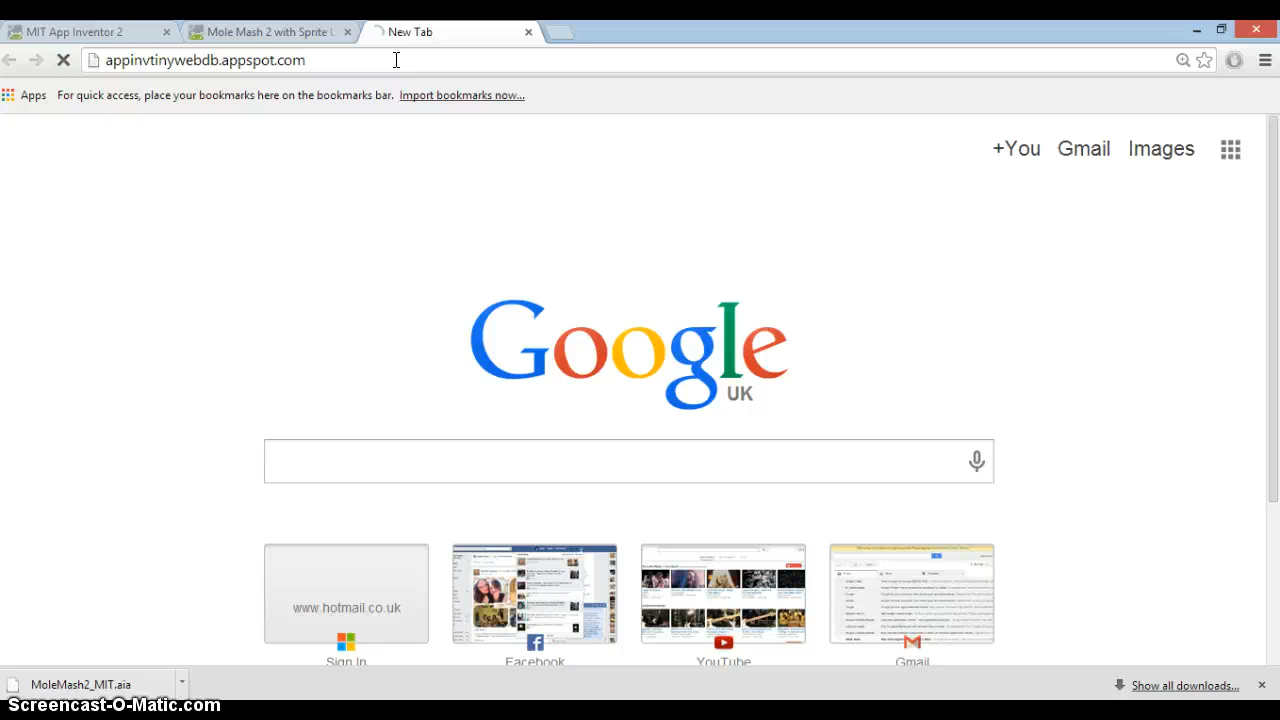 MIT App Inventor 2
Mole Mash 2 with Sprite L
New Tab
appinvtinywebdb.appspot.com
Apps For quick access, place your bookmarks here on the bookmarks bar. Import bookmarks now...
+You Gmail Images
Google
UK
www.hotmail.co.uk
Sign In Facebook YouTube Gmail
MoleMash2_MIT.aia
Show all downloads...
Screencast-O-Matic.com